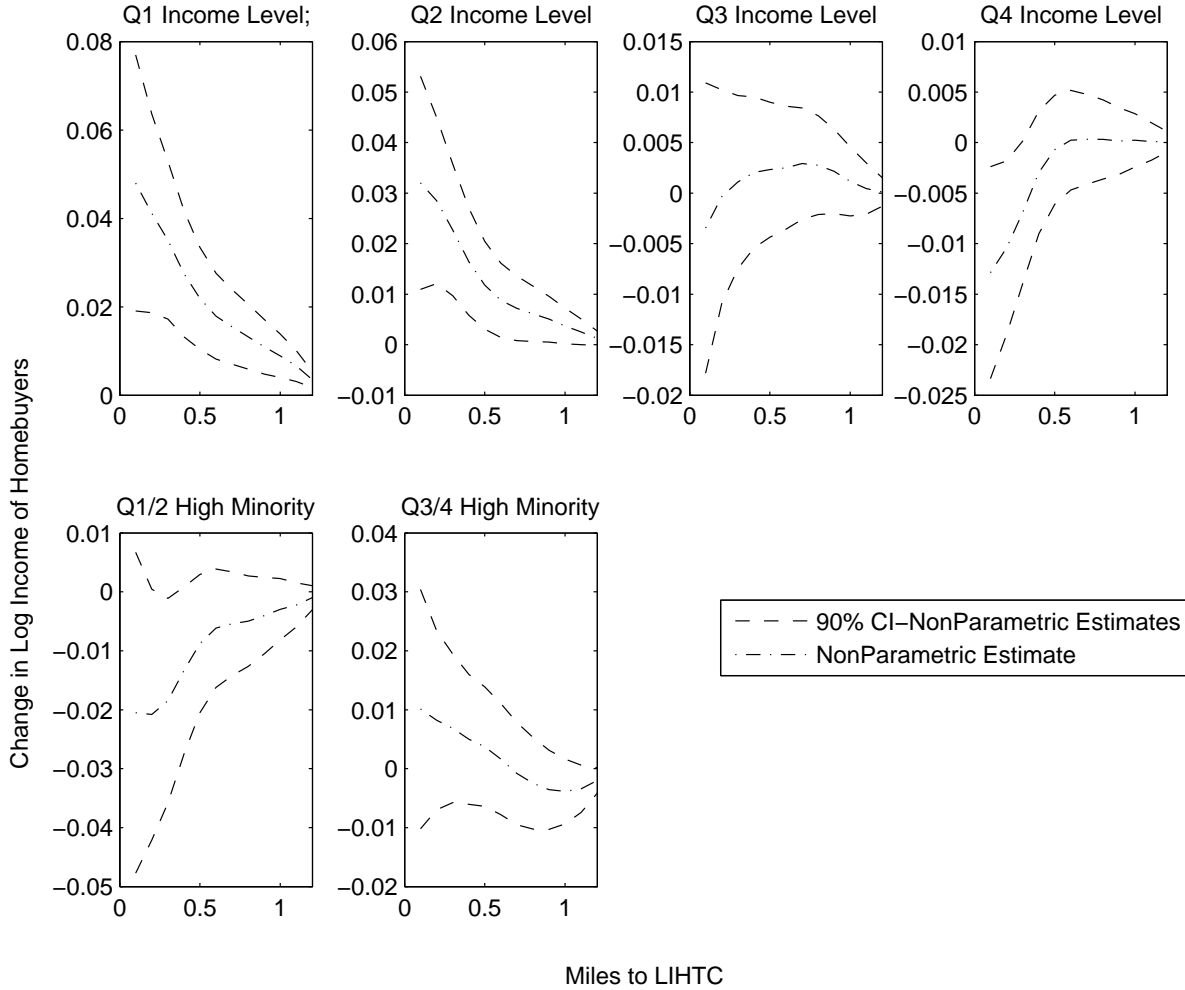 Q1 Income Level; Q2 Income Level Q3 Income Level Q4 Income Level
0.08 0.06 0.04 0.02 0
0 0.5 1
0.06 0.05 0.04 0.03 0.02 0.01 0 −0.01
0 0.5 1
0.015 0.01 0.005 0 −0.005 −0.01 −0.015 −0.02
0 0.5 1
0.01 0.005 0 −0.005 −0.01 −0.015 −0.02 −0.025
0 0.5 1
Change in Log Income of Homebuyers
Q1/2 High Minority Q3/4 High Minority
0.01 0 −0.01 −0.02 −0.03 −0.04 −0.05
0 0.5 1
0.04 0.03 0.02 0.01 0 −0.01 −0.02
0 0.5 1
90% CI−NonParametric Estimates
NonParametric Estimate
Miles to LIHTC